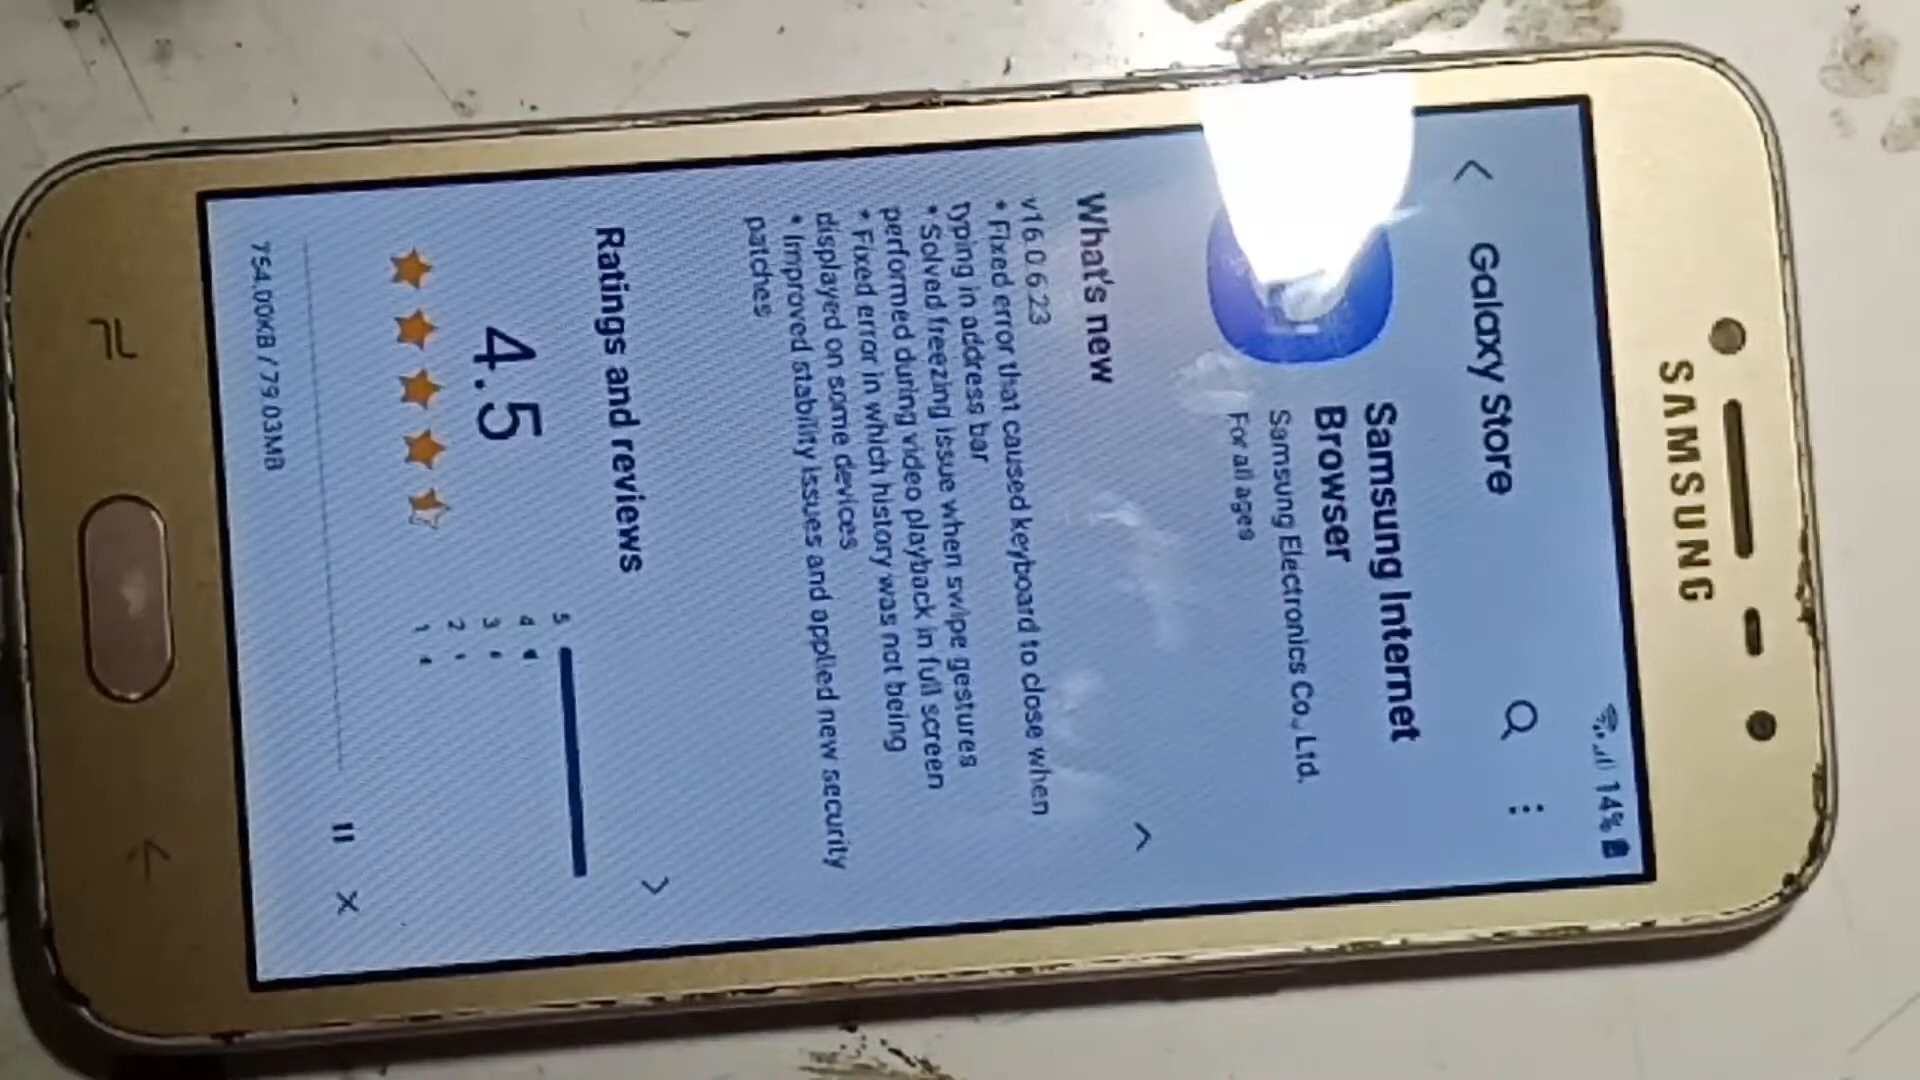 SAMSUNG
14%
Galaxy Store
Samsung Internet
Browser
Samsung Electronics Co., Ltd.
For all ages
What's new
v16.0.6.23
• Fixed error that caused keyboard to close when
typing in address bar
• Solved freezing issue when swipe gestures
performed during video playback in full screen
• Fixed error in which history was not being
displayed on some devices
• Improved stability issues and applied new security
patches
Ratings and reviews
4.5
5
4
3
2
1
754.00KB / 79.03MB